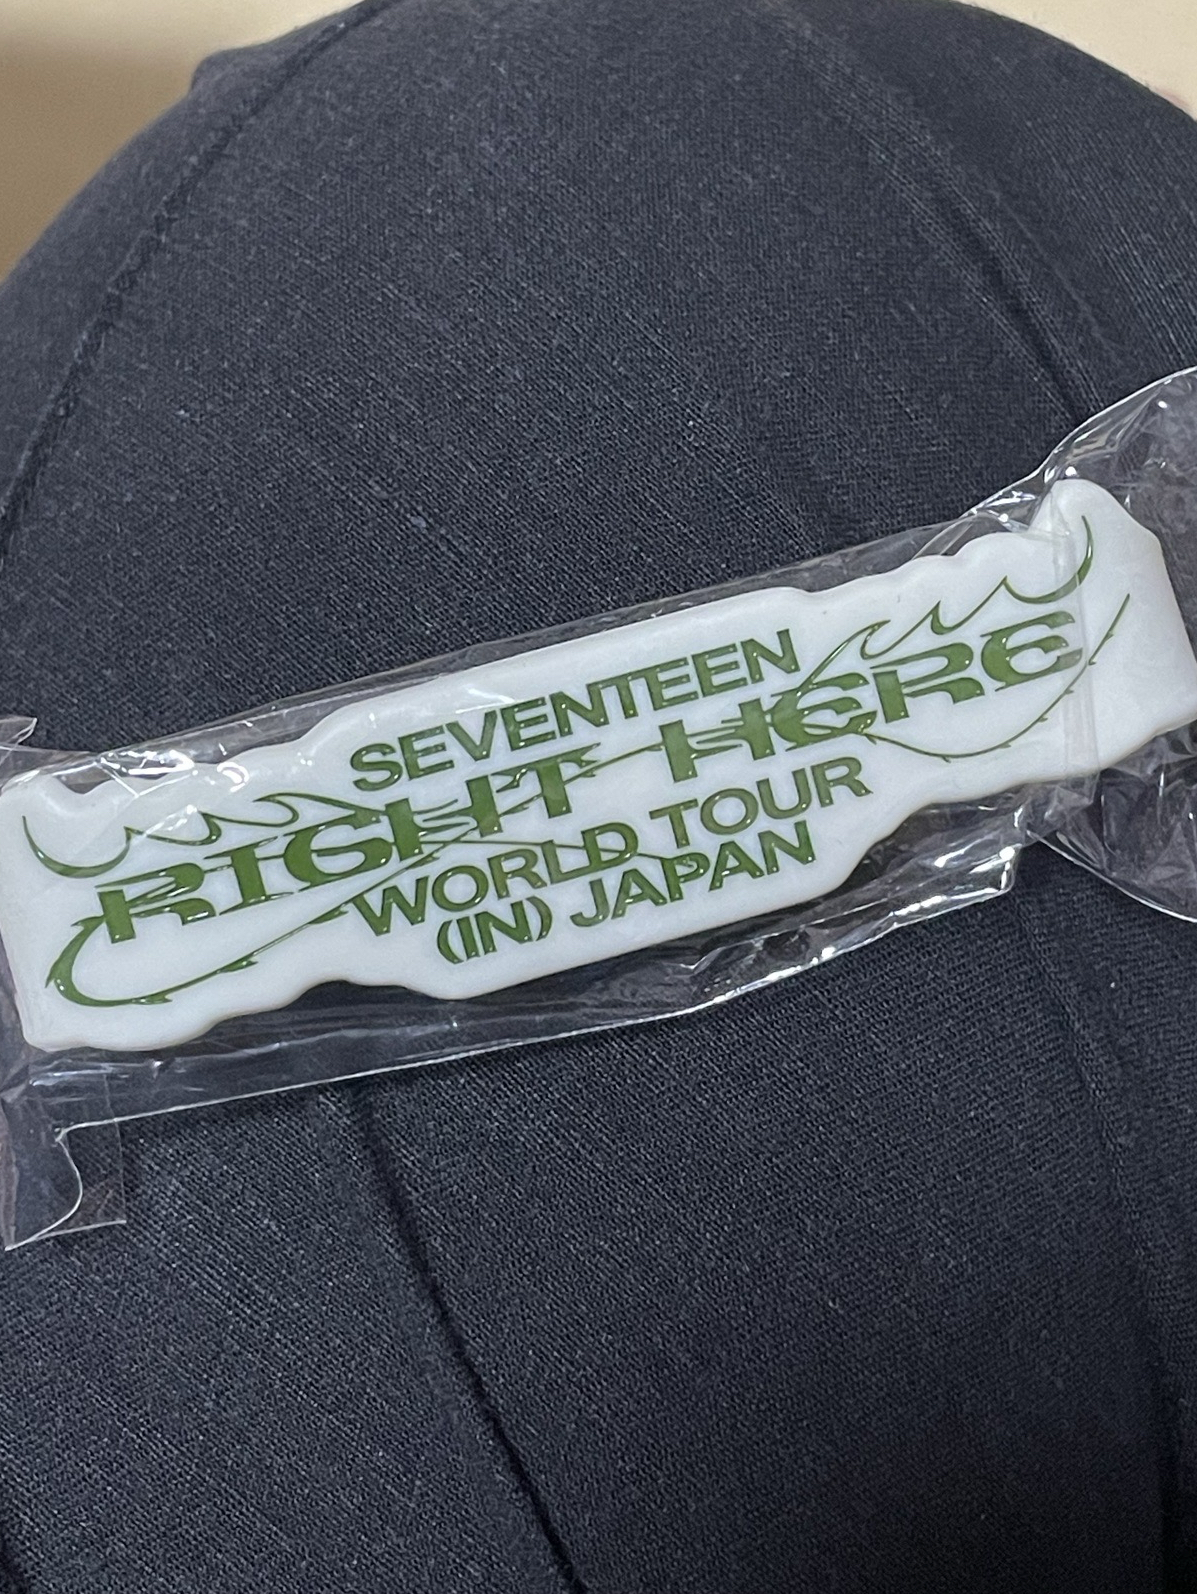 SEVENTEEN
RIGHT HERE
WORLD TOUR
(IN) JAPAN